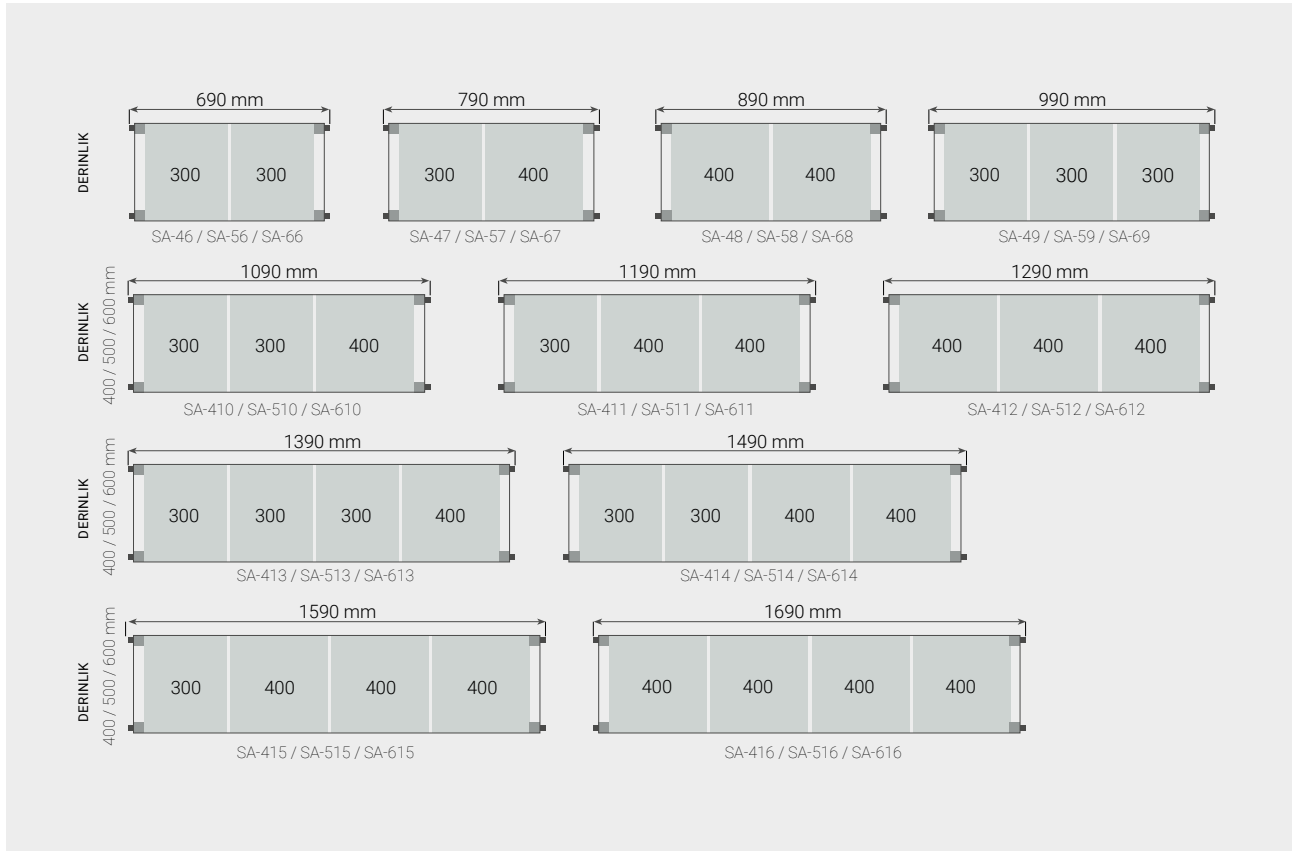 690 mm
790 mm
890 mm
990 mm
DERINLIK
300 300
300 400
400 400
300 300 300
SA-46 / SA-56 / SA-66
SA-47 / SA-57 / SA-67
SA-48 / SA-58 / SA-68
SA-49 / SA-59 / SA-69
1090 mm
1190 mm
1290 mm
DERINLIK
400 / 500 / 600 mm
300 300 400
300 400 400
400 400 400
SA-410 / SA-510 / SA-610
SA-411 / SA-511 / SA-611
SA-412 / SA-512 / SA-612
1390 mm
1490 mm
DERINLIK
400 / 500 / 600 mm
300 300 300 400
300 300 400 400
SA-413 / SA-513 / SA-613
SA-414 / SA-514 / SA-614
1590 mm
1690 mm
DERINLIK
400 / 500 / 600 mm
300 400 400 400
400 400 400 400
SA-415 / SA-515 / SA-615
SA-416 / SA-516 / SA-616